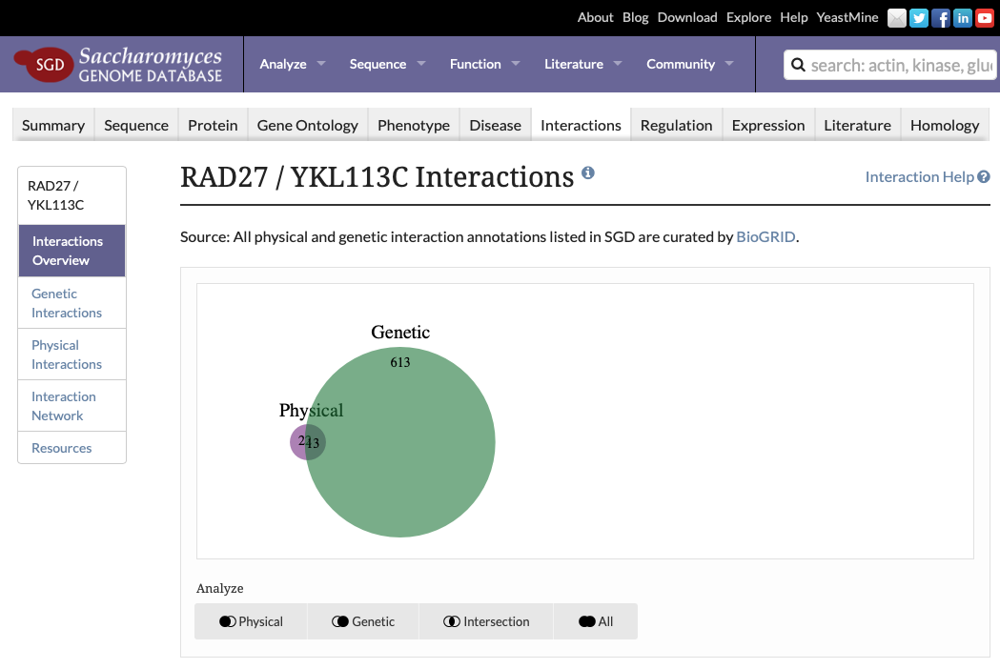 About Blog Download Explore Help YeastMine
SGD Saccharomyces
GENOME DATABASE
Analyze Sequence Function Literature Community
search: actin, kinase, glu
Summary Sequence Protein Gene Ontology Phenotype Disease Interactions Regulation Expression Literature Homology
RAD27 /
YKL113C
Interactions
Overview
Genetic
Interactions
Physical
Interactions
Interaction
Network
Resources
RAD27 / YKL113C Interactions
Interaction Help
Source: All physical and genetic interaction annotations listed in SGD are curated by BioGRID.
Genetic
613
Physical
13
Analyze
Physical Genetic Intersection All